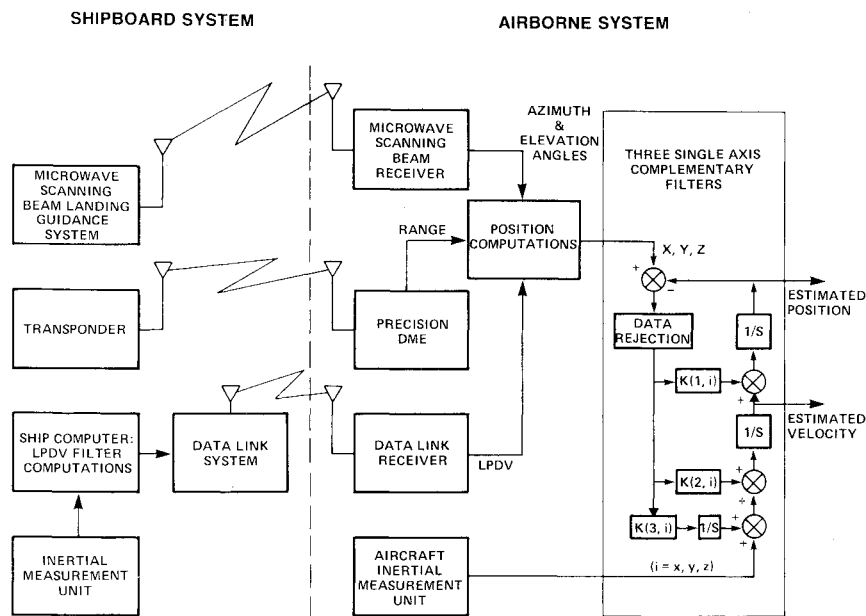 SHIPBOARD SYSTEM
AIRBORNE SYSTEM
MICROWAVE
SCANNING
BEAM LANDING
GUIDANCE
SYSTEM
TRANSPONDER
SHIP COMPUTER:
LPDV FILTER
COMPUTATIONS
DATA LINK
SYSTEM
INERTIAL
MEASUREMENT
UNIT
MICROWAVE
SCANNING
BEAM
RECEIVER
AZIMUTH
&
ELEVATION
ANGLES
RANGE
POSITION
COMPUTATIONS
PRECISION
DME
DATA LINK
RECEIVER
LPDV
AIRCRAFT
INERTIAL
MEASUREMENT
UNIT
THREE SINGLE AXIS
COMPLEMENTARY
FILTERS
X, Y, Z
+
−
DATA
REJECTION
ESTIMATED
POSITION
1/S
K(1, i)
+
ESTIMATED
VELOCITY
1/S
K(2, i)
+
+
K(3, i)
1/S
+
+
(i = x, y, z)